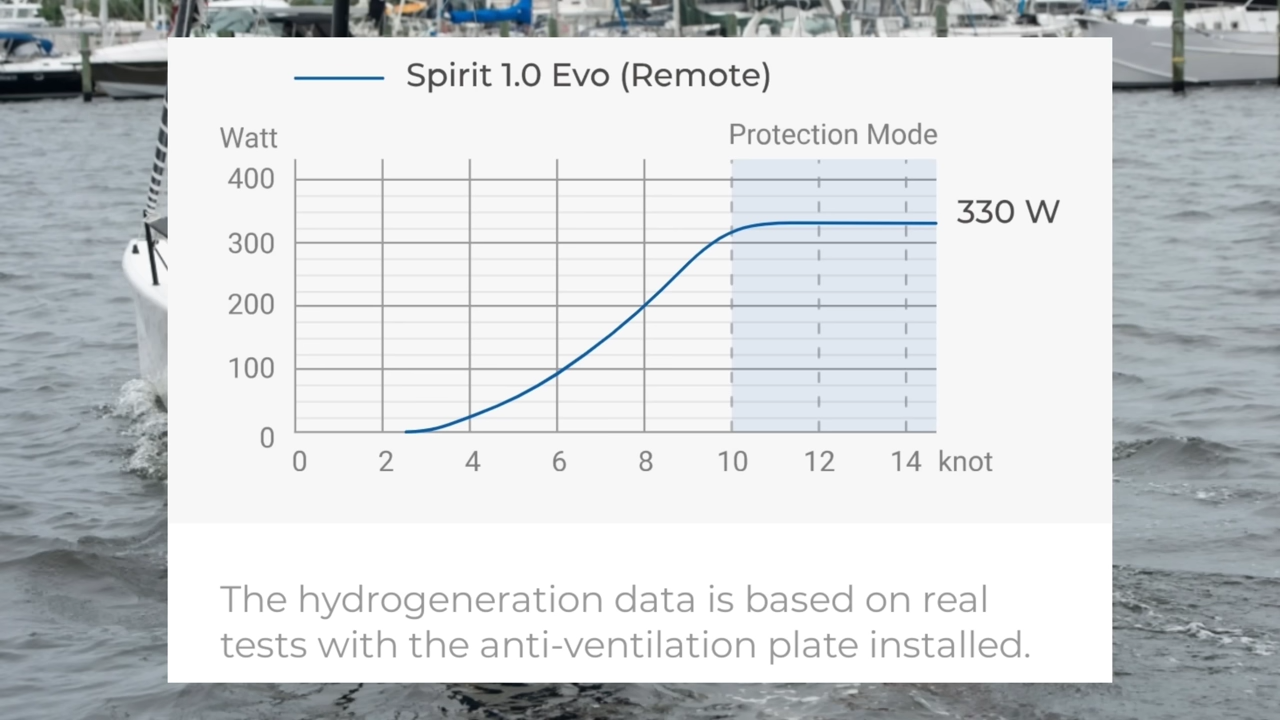 Spirit 1.0 Evo (Remote)
Watt
Protection Mode
400
330 W
300
200
100
0
0 2 4 6 8 10 12 14 knot
The hydrogeneration data is based on real
tests with the anti-ventilation plate installed.